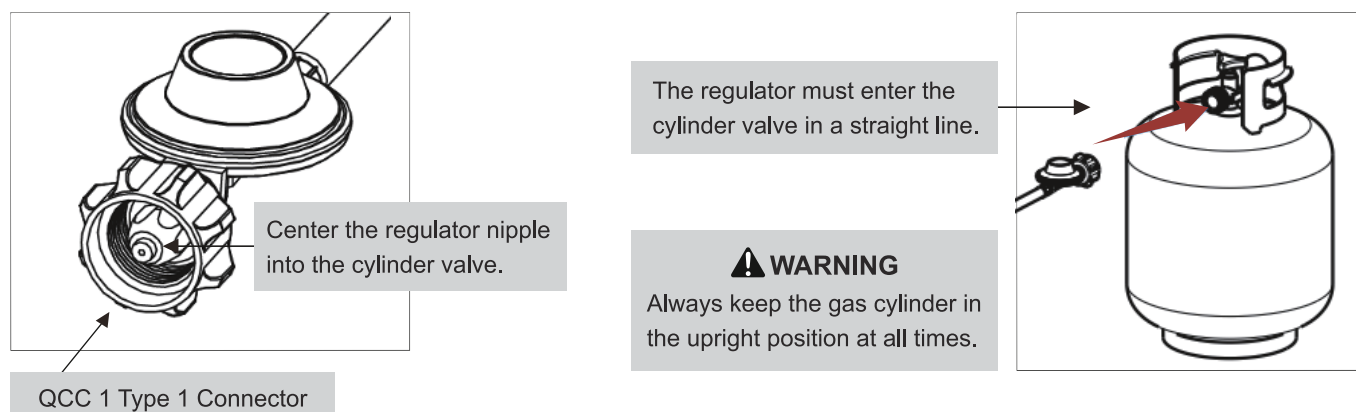 Center the regulator nipple
into the cylinder valve.
QCC 1 Type 1 Connector
The regulator must enter the
cylinder valve in a straight line.
WARNING
Always keep the gas cylinder in
the upright position at all times.